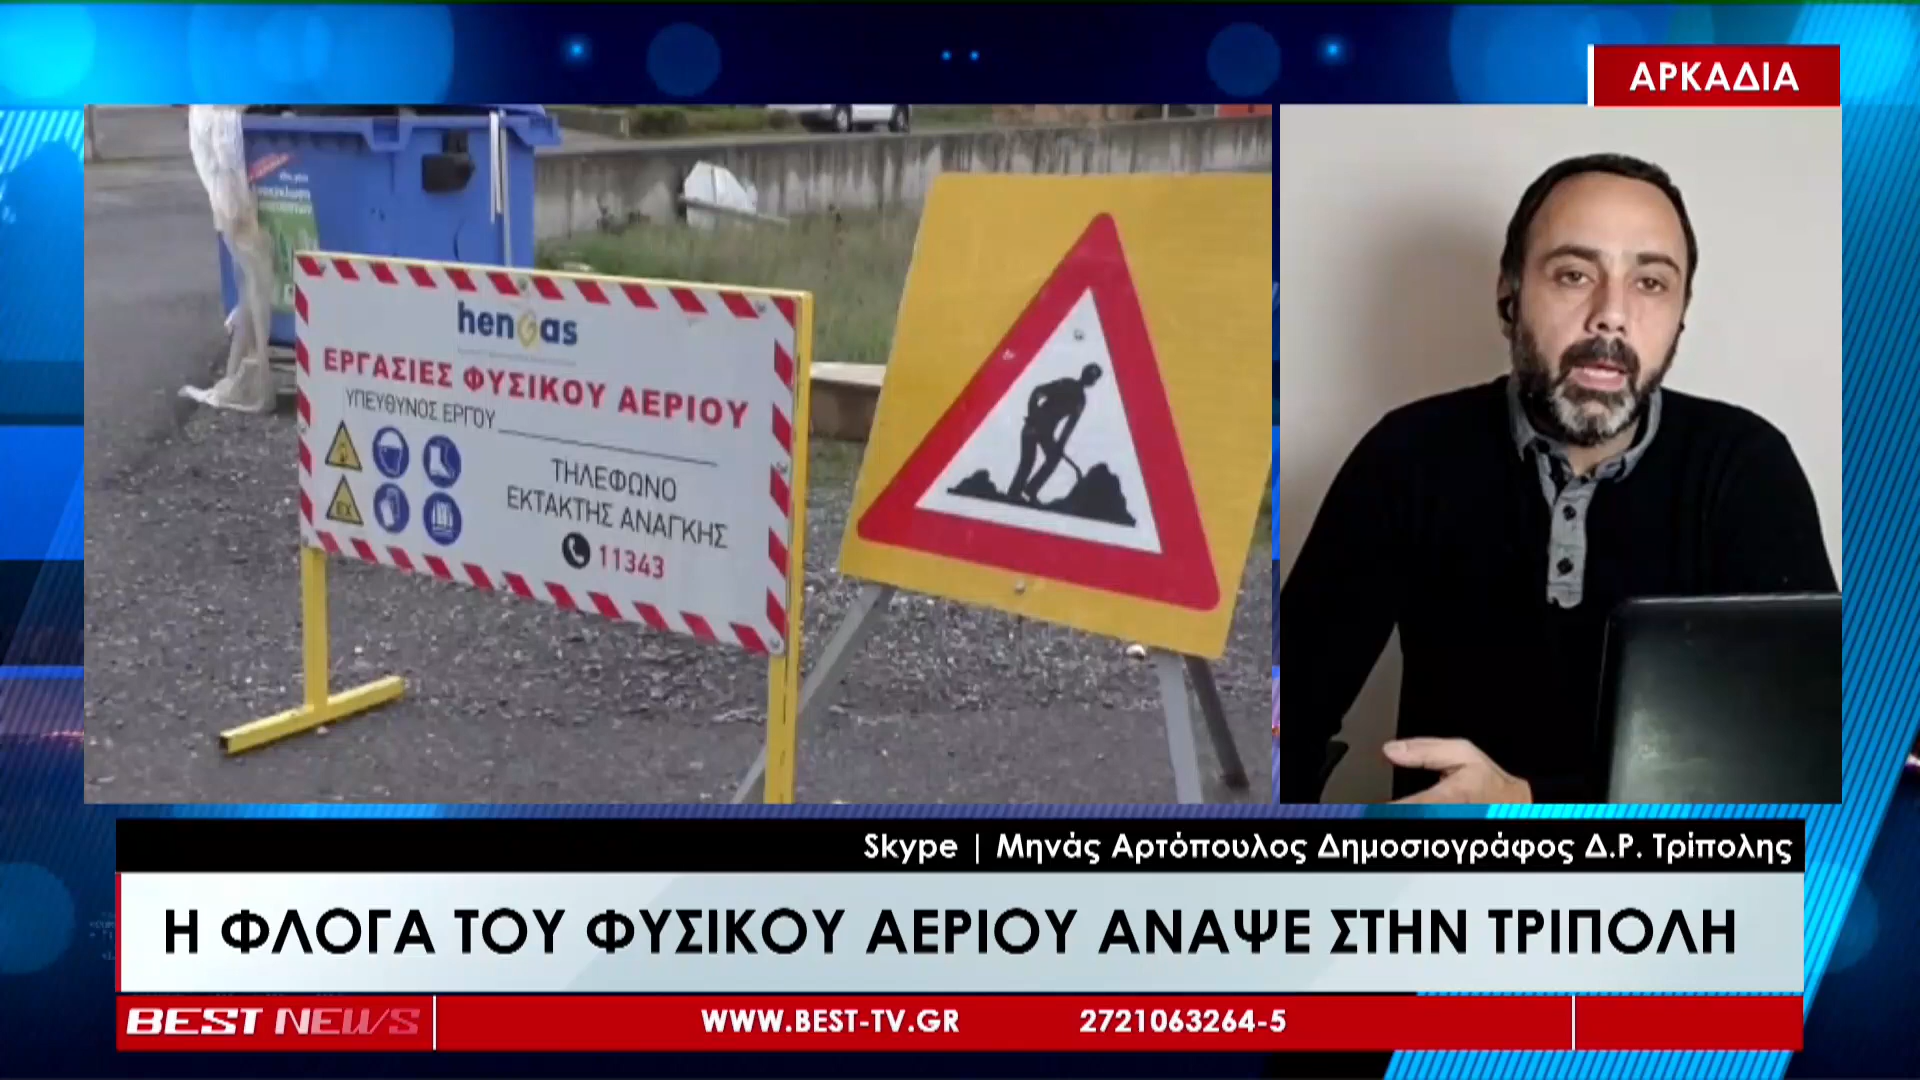 ΑΡΚΑΔΙΑ
henGas
ΕΡΓΑΣΙΕΣ ΦΥΣΙΚΟΥ ΑΕΡΙΟΥ
ΥΠΕΥΘΥΝΟΣ ΕΡΓΟΥ
ΤΗΛΕΦΩΝΟ
ΕΚΤΑΚΤΗΣ ΑΝΑΓΚΗΣ
11343
EX
Skype | Μηνάς Αρτόπουλος Δημοσιογράφος Δ.Ρ. Τρίπολης
Η ΦΛΟΓΑ ΤΟΥ ΦΥΣΙΚΟΥ ΑΕΡΙΟΥ ΑΝΑΨΕ ΣΤΗΝ ΤΡΙΠΟΛΗ
BEST NEWS
WWW.BEST-TV.GR 2721063264-5